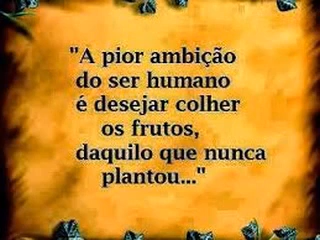 "A pior ambição
do ser humano
é desejar colher
os frutos,
daquilo que nunca
plantou..."